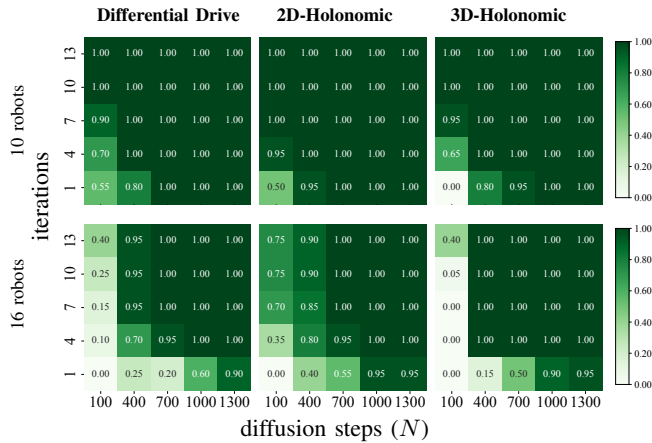 Differential Drive 2D-Holonomic 3D-Holonomic
10 robots
iterations
13 1.00 1.00 1.00 1.00 1.00 1.00 1.00 1.00 1.00 1.00 1.00 1.00 1.00 1.00 1.00 1.00
10 1.00 1.00 1.00 1.00 1.00 1.00 1.00 1.00 1.00 1.00 1.00 1.00 1.00 1.00 1.00 0.80
7 0.90 1.00 1.00 1.00 1.00 1.00 1.00 1.00 1.00 1.00 0.95 1.00 1.00 1.00 1.00 0.60
4 0.70 1.00 1.00 1.00 1.00 0.95 1.00 1.00 1.00 1.00 0.65 1.00 1.00 1.00 1.00 0.40
1 0.55 0.80 1.00 1.00 1.00 0.50 0.95 1.00 1.00 1.00 0.00 0.80 0.95 1.00 1.00 0.20
0.00
16 robots
13 0.40 0.95 1.00 1.00 1.00 0.75 0.90 1.00 1.00 1.00 0.40 1.00 1.00 1.00 1.00 1.00
10 0.25 0.95 1.00 1.00 1.00 0.75 0.90 1.00 1.00 1.00 0.05 1.00 1.00 1.00 1.00 0.80
7 0.15 0.95 1.00 1.00 1.00 0.70 0.85 1.00 1.00 1.00 0.00 1.00 1.00 1.00 1.00 0.60
4 0.10 0.70 0.95 1.00 1.00 0.35 0.80 0.95 1.00 1.00 0.00 1.00 1.00 1.00 1.00 0.40
1 0.00 0.25 0.20 0.60 0.90 0.00 0.40 0.55 0.95 0.95 0.00 0.15 0.50 0.90 0.95 0.20
0.00
100 400 700 1000 1300 100 400 700 1000 1300 100 400 700 1000 1300
diffusion steps (N)